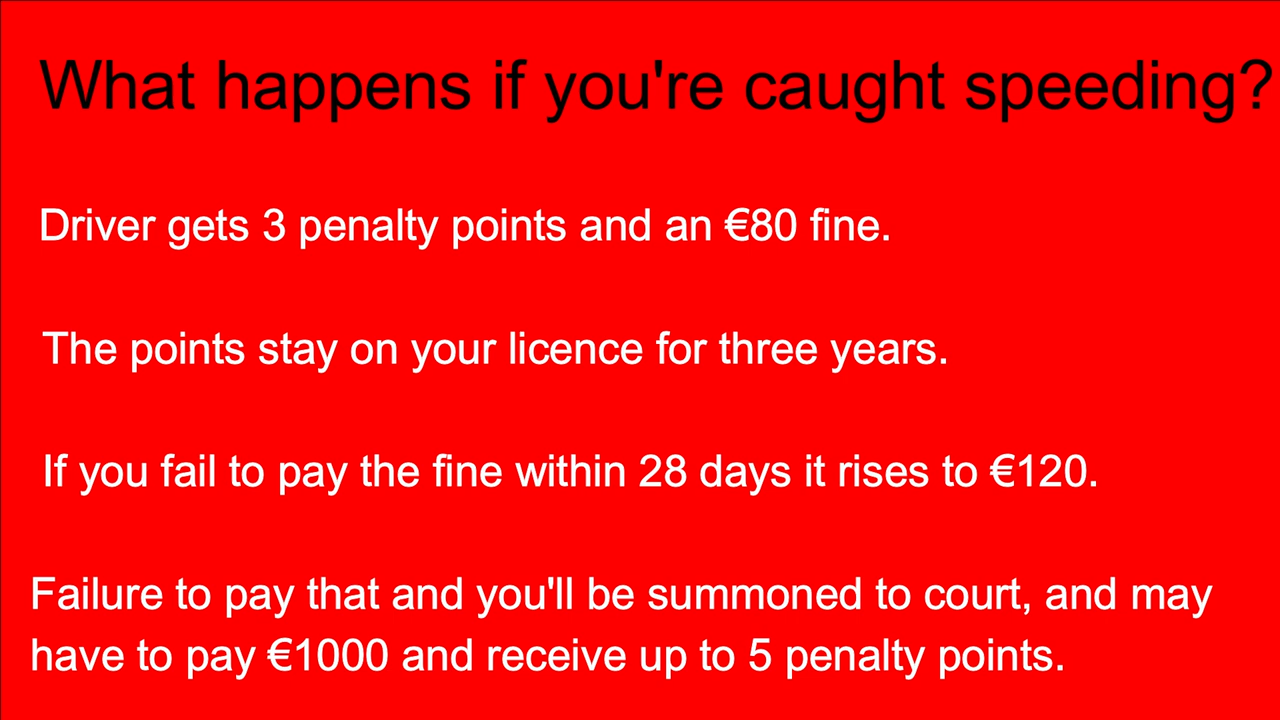 What happens if you're caught speeding?
Driver gets 3 penalty points and an €80 fine.
The points stay on your licence for three years.
If you fail to pay the fine within 28 days it rises to €120.
Failure to pay that and you'll be summoned to court, and may
have to pay €1000 and receive up to 5 penalty points.